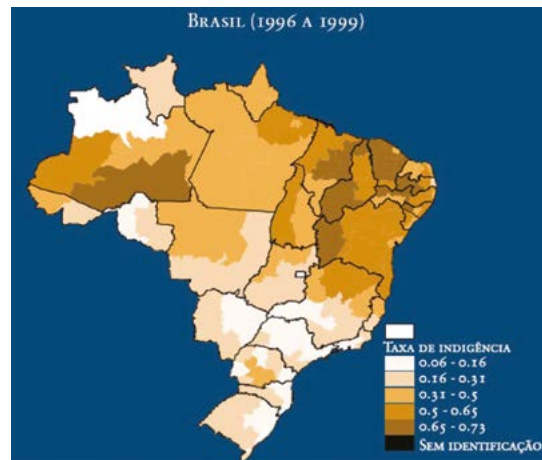 BRASIL (1996 A 1999)
TAXA DE INDIGÊNCIA
0.06 - 0.16
0.16 - 0.31
0.31 - 0.5
0.5 - 0.65
0.65 - 0.73
SEM IDENTIFICAÇÃO